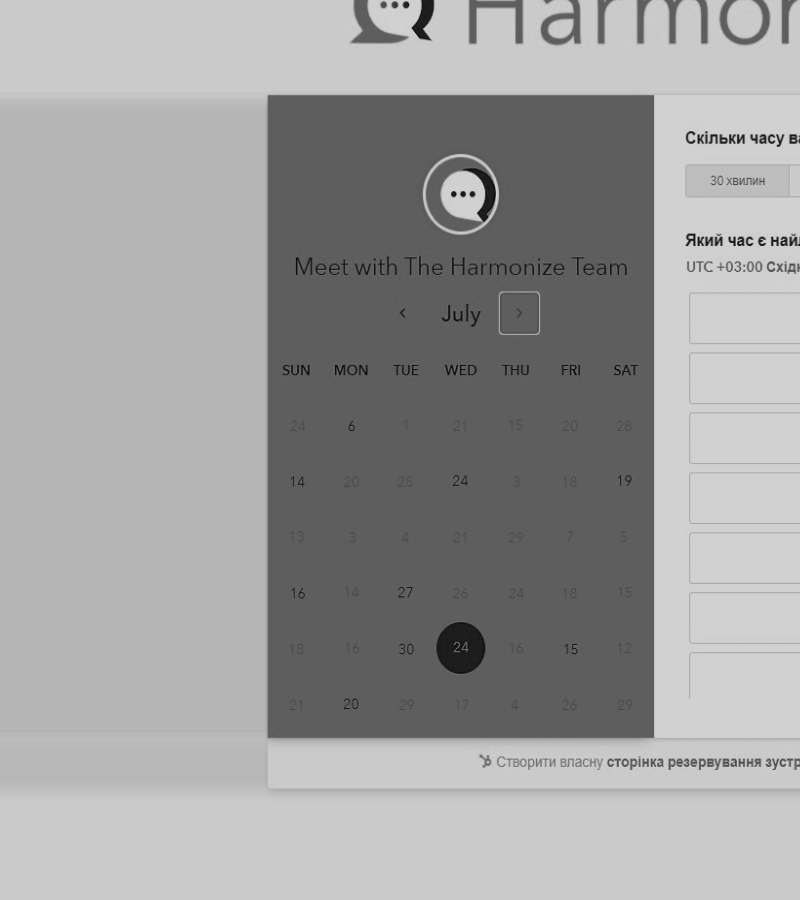 Harmon
Meet with The Harmonize Team
July
SUN MON TUE WED THU FRI SAT
24 6 1 21 15 20 28
14 20 25 24 3 18 19
13 3 4 21 29 7 5
16 14 27 26 24 18 15
18 16 30 24 16 15 12
21 20 29 17 4 26 29
Скільки часу ва
30 хвилин
Який час є найл
UTC +03:00 Східн
Створити власну сторінка резервування зустр